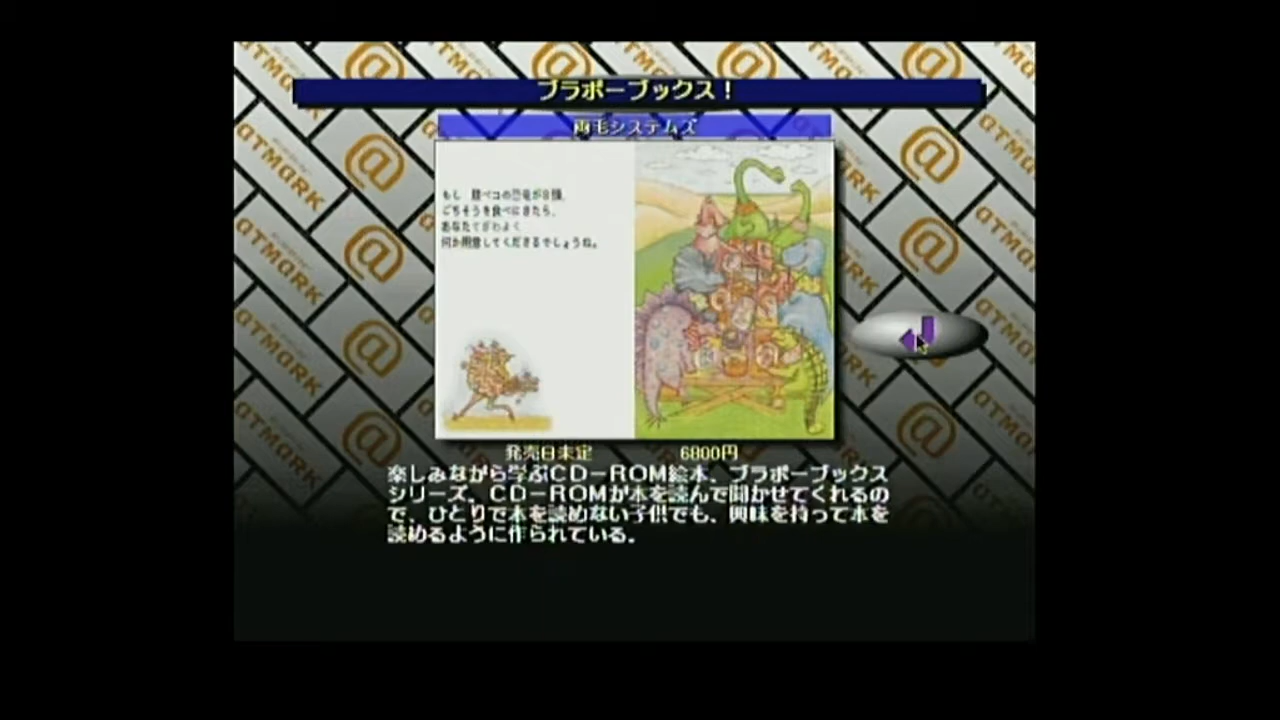 ブラボーブックス！
両毛システムズ
もし 腹ペコの恐竜が８頭、
ごちそうを食べにきたら、
あなたてぎわよく
何か用意してくださるでしょうね。
発売日未定 6800円
楽しみながら学ぶＣＤ－ＲＯＭ絵本、ブラボーブックス
シリーズ。ＣＤ－ＲＯＭが本を読んで聞かせてくれるの
で、ひとりで本を読めない子供でも、興味を持って本を
読めるように作られている。
@
QTMARK